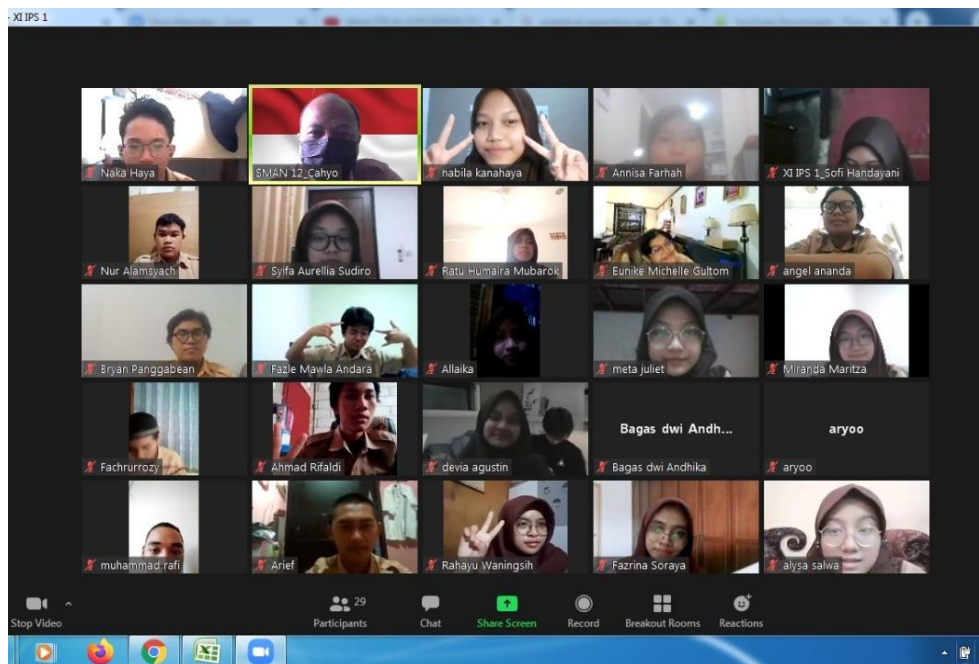 - XI IPS 1
Naka Haya
SMAN 12_Cahyo
nabila kanahaya
Annisa Farhah
XI IPS 1_Sofi Handayani
Nur Alamsyach
Syifa Aurellia Sudiro
Ratu Humaira Mubarok
Eunike Michelle Gultom
angel ananda
Bryan Panggabean
Fazle Mawla Andara
Allaika
meta juliet
Miranda Maritza
Fachrurrozy
Ahmad Rifaldi
devia agustin
Bagas dwi Andh...
Bagas dwi Andhika
aryoo
aryoo
muhammad rafi
Arief
Rahayu Waningsih
Fazrina Soraya
alysa salwa
29
Stop Video
Participants
Chat
Share Screen
Record
Breakout Rooms
Reactions